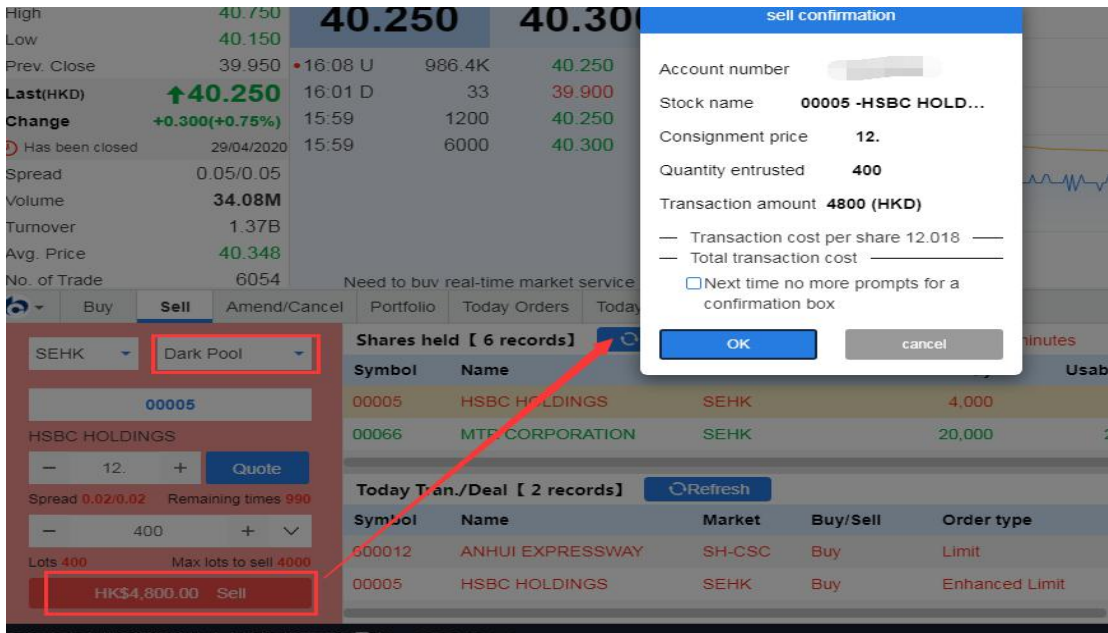 High 40.750
Low 40.150
Prev. Close 39.950
Last(HKD) 40.250
Change +0.300(+0.75%)
Has been closed 29/04/2020
Spread 0.05/0.05
Volume 34.08M
Turnover 1.37B
Avg. Price 40.348
No. of Trade 6054
40.250
16:08 U 986.4K 40.250
16:01 D 33 39.900
15:59 1200 40.250
15:59 6000 40.300
Need to buy real-time market service
sell confirmation
Account number
Stock name 00005 -HSBC HOLD...
Consignment price 12.
Quantity entrusted 400
Transaction amount 4800 (HKD)
Transaction cost per share 12.018
Total transaction cost
Next time no more prompts for a
confirmation box
OK cancel
Buy Sell Amend/Cancel Portfolio Today Orders Today
SEHK Dark Pool
00005
HSBC HOLDINGS
− 12. + Quote
Spread 0.02/0.02 Remaining times 990
− 400 +
Lots 400 Max lots to sell 4000
HK$4,800.00 Sell
Shares held【 6 records】
Symbol Name
00005 HSBC HOLDINGS SEHK 4,000
00066 MTR CORPORATION SEHK 20,000
Today Tran./Deal【 2 records】 Refresh
Symbol Name Market Buy/Sell Order type
600012 ANHUI EXPRESSWAY SH-CSC Buy Limit
00005 HSBC HOLDINGS SEHK Buy Enhanced Limit